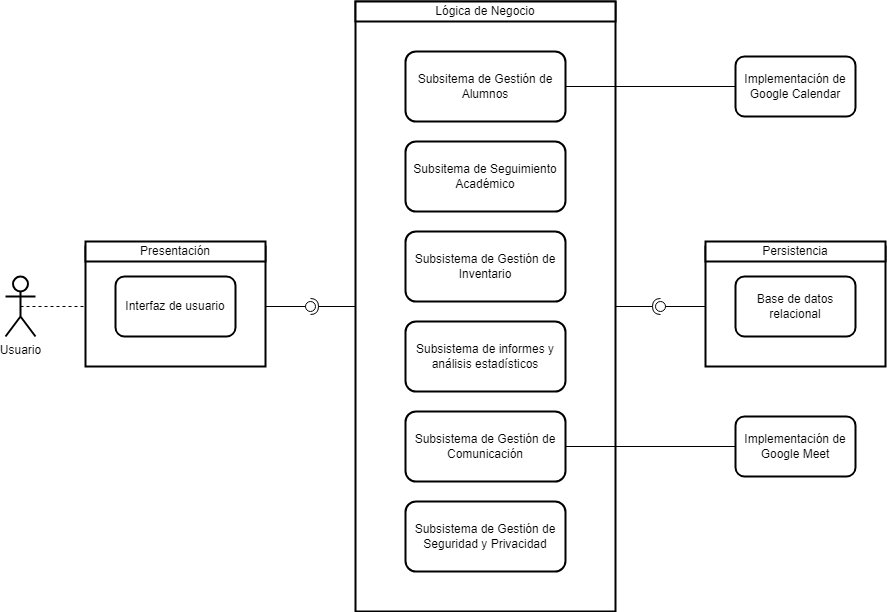 Lógica de Negocio
Subsitema de Gestión de
Alumnos
Implementación de
Google Calendar
Subsitema de Seguimiento
Académico
Presentación
Interfaz de usuario
Usuario
Subsistema de Gestión de
Inventario
Persistencia
Base de datos
relacional
Subsistema de informes y
análisis estadísticos
Subsistema de Gestión de
Comunicación
Implementación de
Google Meet
Subsistema de Gestión de
Seguridad y Privacidad